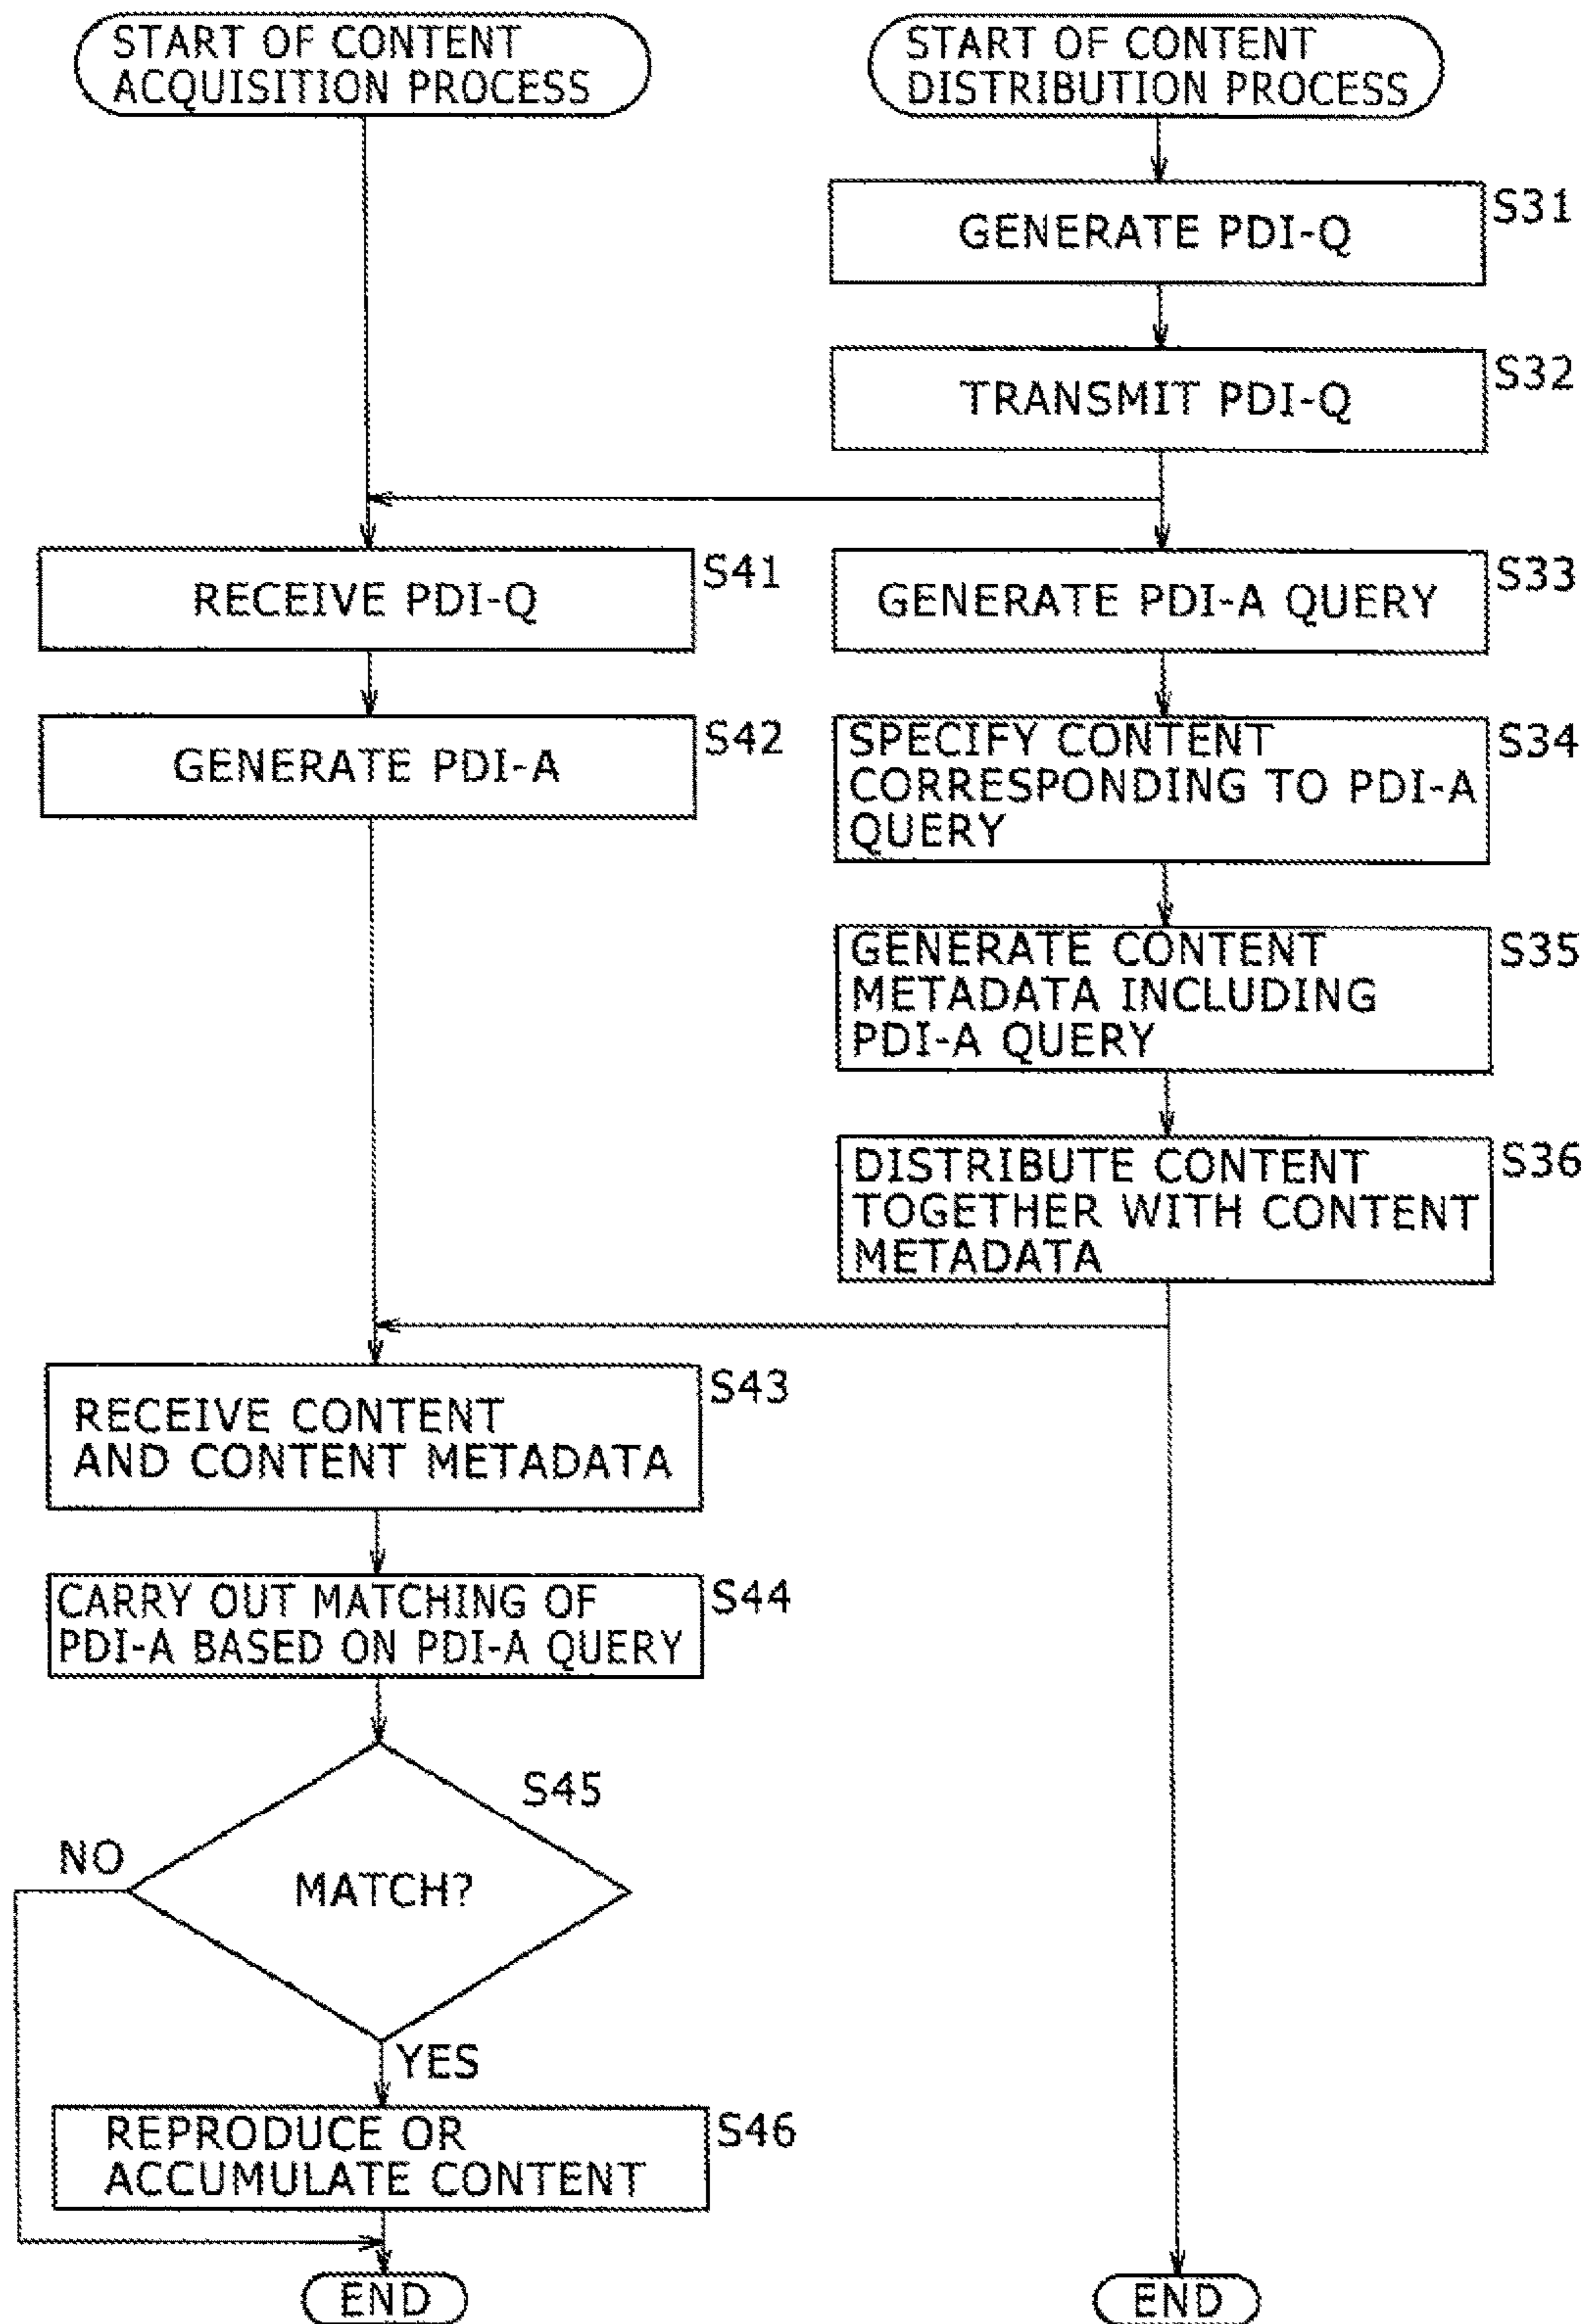 START OF CONTENT
ACQUISITION PROCESS
START OF CONTENT
DISTRIBUTION PROCESS
GENERATE PDI-Q
S31
TRANSMIT PDI-Q
S32
RECEIVE PDI-Q
S41
GENERATE PDI-A QUERY
S33
GENERATE PDI-A
S42
SPECIFY CONTENT
CORRESPONDING TO PDI-A
QUERY
S34
GENERATE CONTENT
METADATA INCLUDING
PDI-A QUERY
S35
DISTRIBUTE CONTENT
TOGETHER WITH CONTENT
METADATA
S36
RECEIVE CONTENT
AND CONTENT METADATA
S43
CARRY OUT MATCHING OF
PDI-A BASED ON PDI-A QUERY
S44
S45
NO
MATCH?
YES
REPRODUCE OR
ACCUMULATE CONTENT
S46
END
END